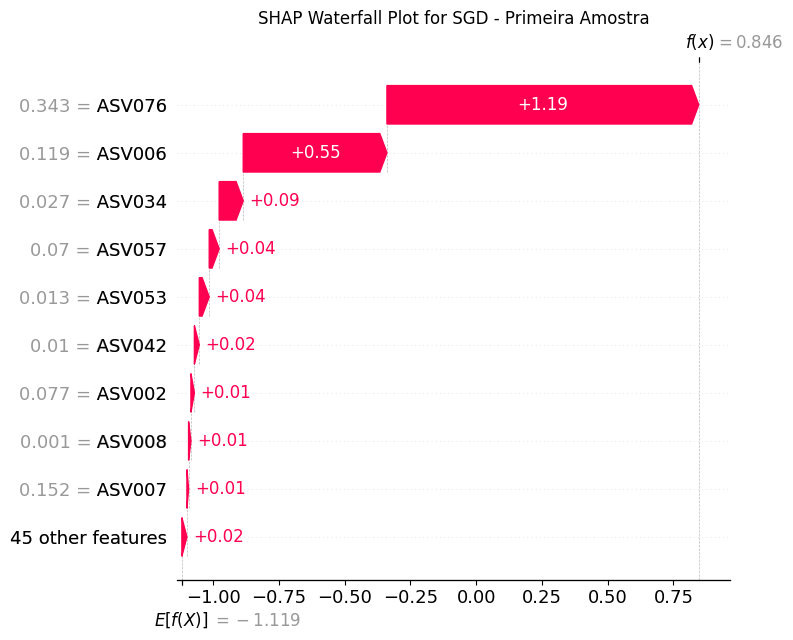 SHAP Waterfall Plot for SGD - Primeira Amostra
f(x) = 0.846
0.343 = ASV076 +1.19
0.119 = ASV006 +0.55
0.027 = ASV034 +0.09
0.07 = ASV057 +0.04
0.013 = ASV053 +0.04
0.01 = ASV042 +0.02
0.077 = ASV002 +0.01
0.001 = ASV008 +0.01
0.152 = ASV007 +0.01
45 other features +0.02
−1.00 −0.75 −0.50 −0.25 0.00 0.25 0.50 0.75
E[f(X)] = −1.119